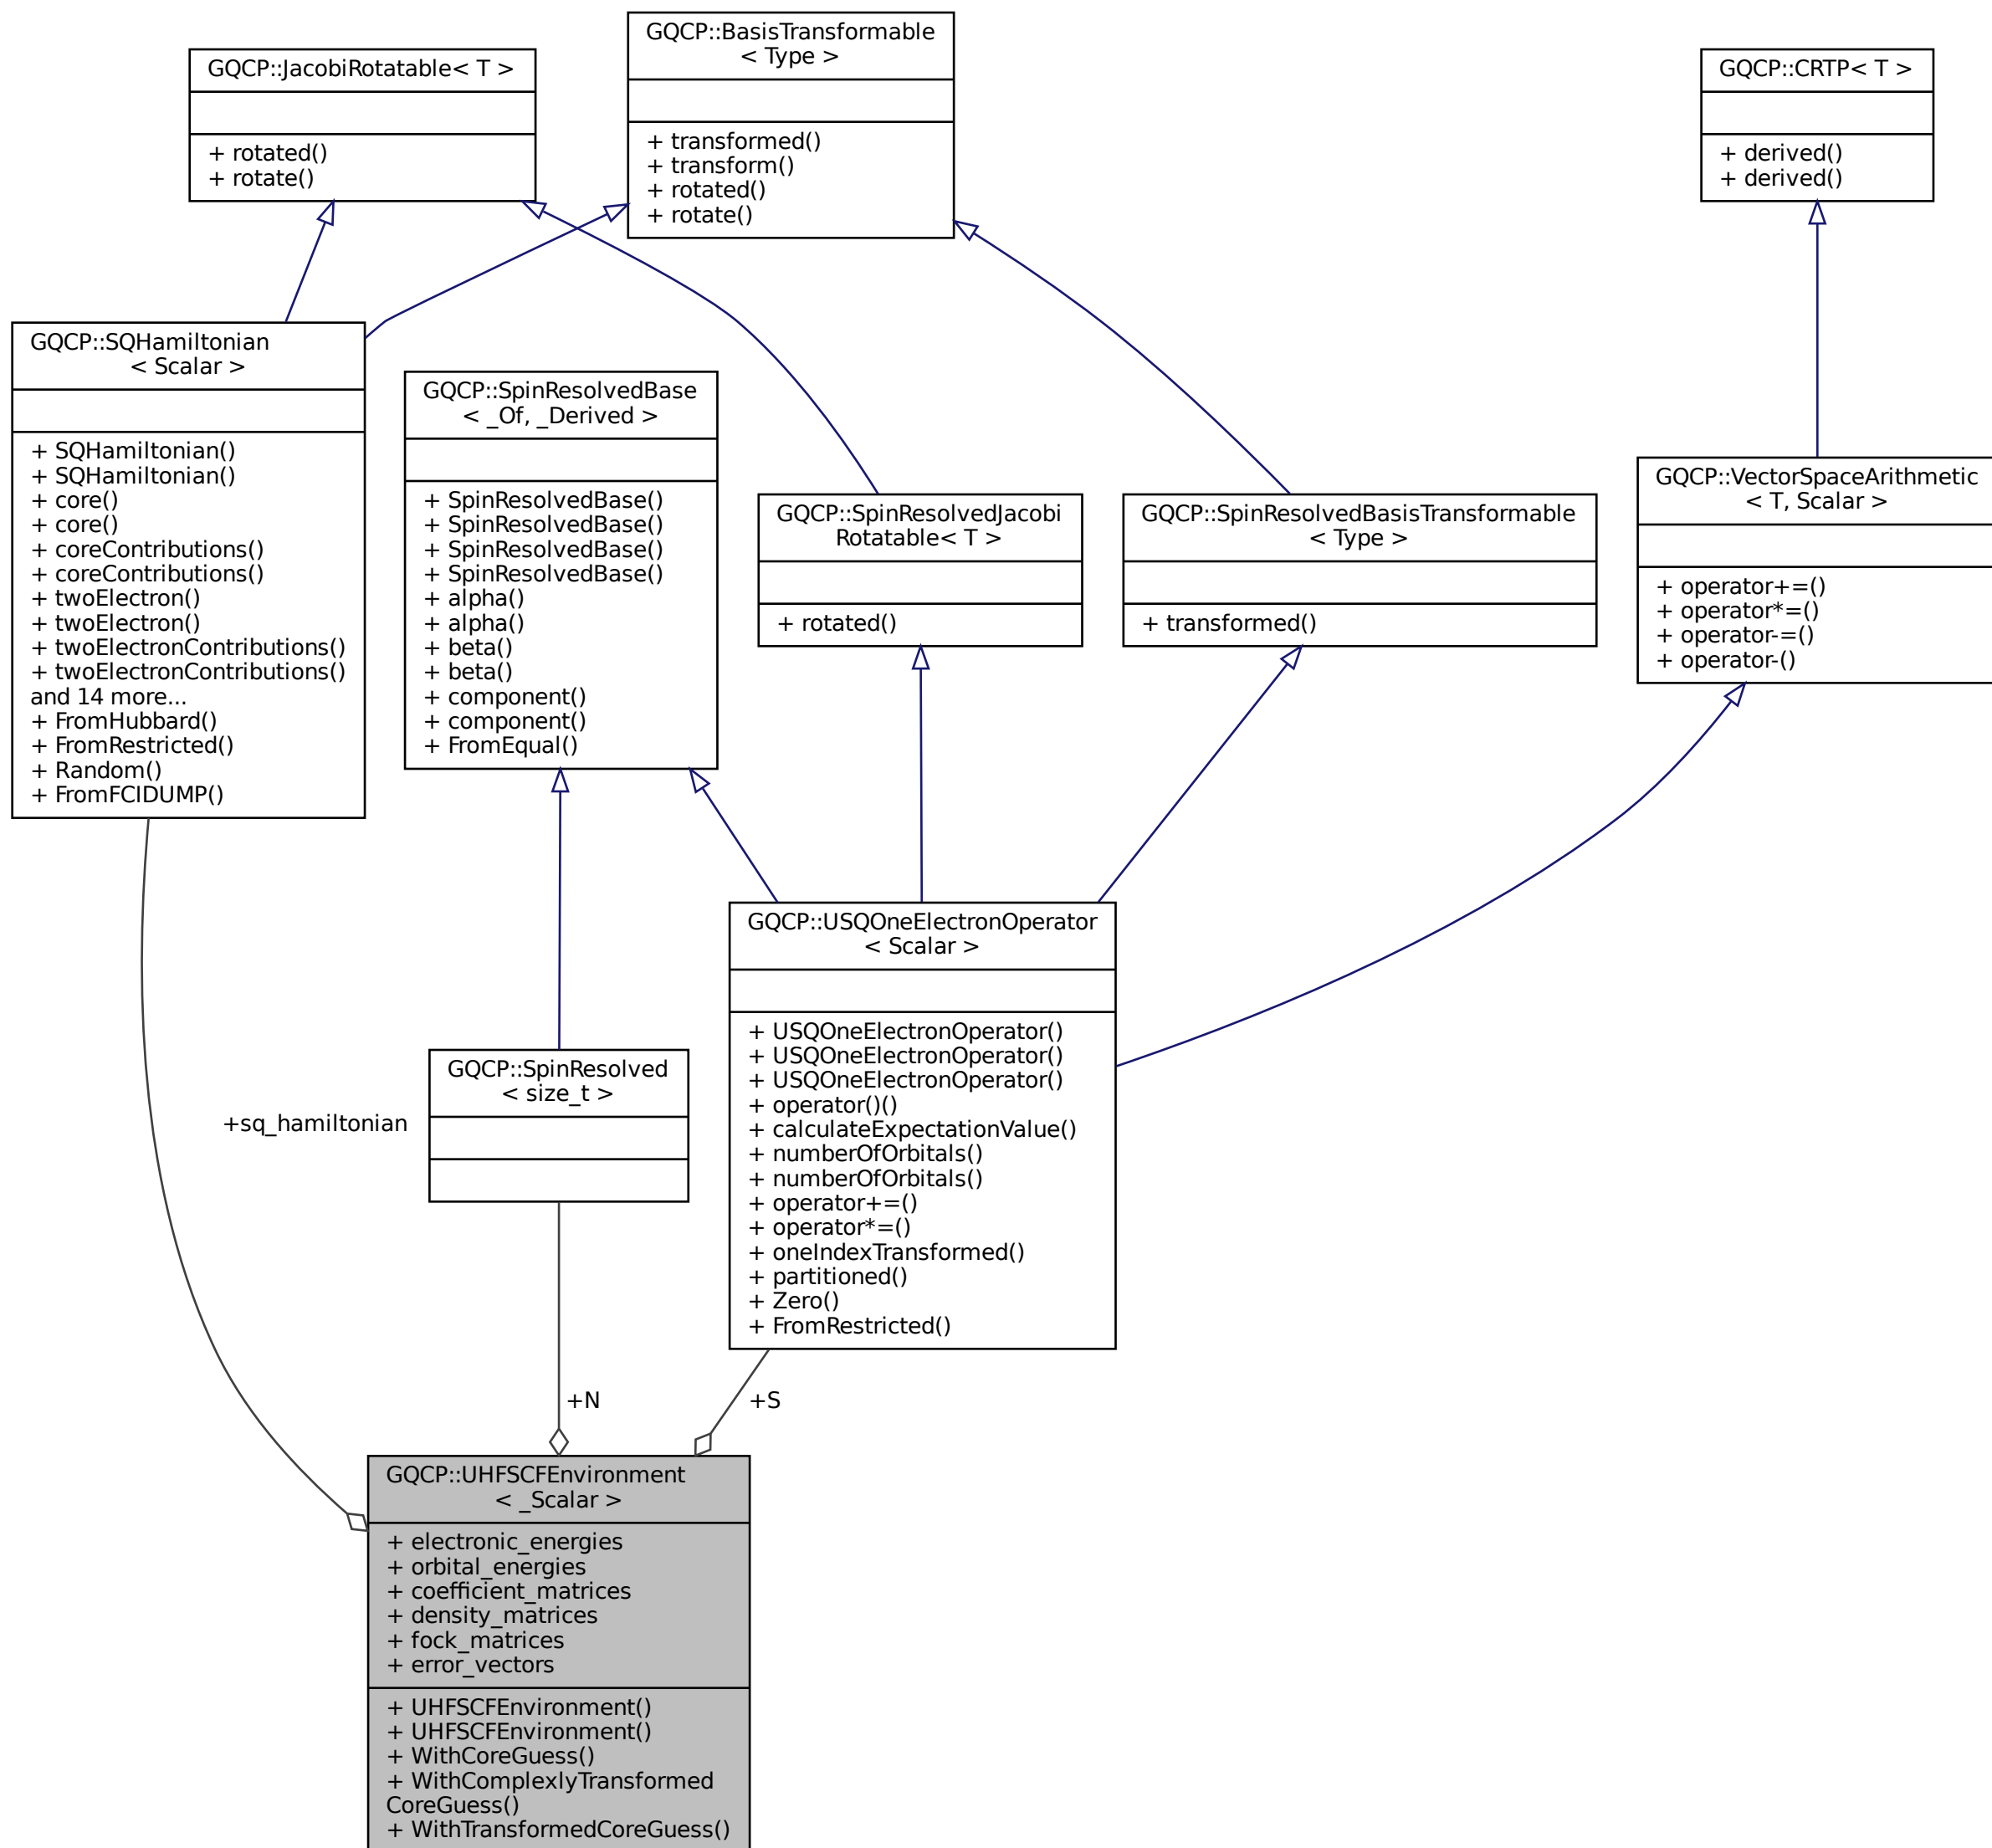 GQCP::JacobiRotatable< T >
+ rotated()
+ rotate()
GQCP::BasisTransformable
< Type >
+ transformed()
+ transform()
+ rotated()
+ rotate()
GQCP::CRTP< T >
+ derived()
+ derived()
GQCP::SQHamiltonian
< Scalar >
+ SQHamiltonian()
+ SQHamiltonian()
+ core()
+ core()
+ coreContributions()
+ coreContributions()
+ twoElectron()
+ twoElectron()
+ twoElectronContributions()
+ twoElectronContributions()
and 14 more...
+ FromHubbard()
+ FromRestricted()
+ Random()
+ FromFCIDUMP()
GQCP::SpinResolvedBase
< _Of, _Derived >
+ SpinResolvedBase()
+ SpinResolvedBase()
+ SpinResolvedBase()
+ SpinResolvedBase()
+ alpha()
+ alpha()
+ beta()
+ beta()
+ component()
+ component()
+ FromEqual()
GQCP::SpinResolvedJacobi
Rotatable< T >
+ rotated()
GQCP::SpinResolvedBasisTransformable
< Type >
+ transformed()
GQCP::VectorSpaceArithmetic
< T, Scalar >
+ operator+=()
+ operator*=()
+ operator-=()
+ operator-()
GQCP::USQOneElectronOperator
< Scalar >
+ USQOneElectronOperator()
+ USQOneElectronOperator()
+ USQOneElectronOperator()
+ operator()()
+ calculateExpectationValue()
+ numberOfOrbitals()
+ numberOfOrbitals()
+ operator+=()
+ operator*=()
+ oneIndexTransformed()
+ partitioned()
+ Zero()
+ FromRestricted()
GQCP::SpinResolved
< size_t >
+sq_hamiltonian
+N
+S
GQCP::UHFSCFEnvironment
< _Scalar >
+ electronic_energies
+ orbital_energies
+ coefficient_matrices
+ density_matrices
+ fock_matrices
+ error_vectors
+ UHFSCFEnvironment()
+ UHFSCFEnvironment()
+ WithCoreGuess()
+ WithComplexlyTransformed
CoreGuess()
+ WithTransformedCoreGuess()